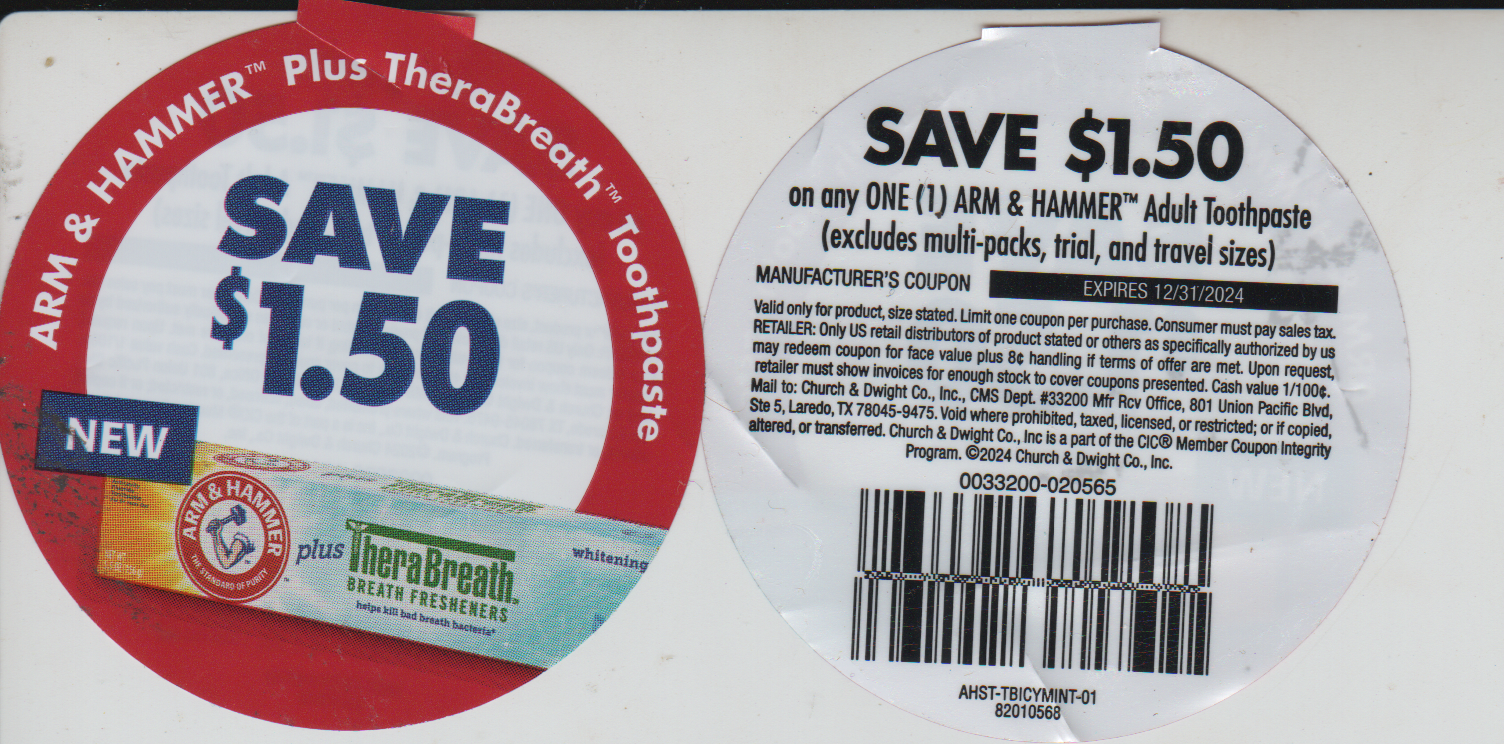 ARM & HAMMER™ Plus TheraBreath™ Toothpaste
SAVE
$1.50
NEW
ARM & HAMMER
THE STANDARD OF PURITY
plus
TheraBreath
BREATH FRESHENERS
helps kill bad breath bacteria*
whitening
SAVE $1.50
on any ONE (1) ARM & HAMMER™ Adult Toothpaste
(excludes multi-packs, trial, and travel sizes)
MANUFACTURER'S COUPON EXPIRES 12/31/2024
Valid only for product, size stated. Limit one coupon per purchase. Consumer must pay sales tax.
RETAILER: Only US retail distributors of product stated or others as specifically authorized by us
may redeem coupon for face value plus 8¢ handling if terms of offer are met. Upon request,
retailer must show invoices for enough stock to cover coupons presented. Cash value 1/100¢.
Mail to: Church & Dwight Co., Inc., CMS Dept. #33200 Mfr Rcv Office, 801 Union Pacific Blvd,
Ste 5, Laredo, TX 78045-9475. Void where prohibited, taxed, licensed, or restricted; or if copied,
altered, or transferred. Church & Dwight Co., Inc is a part of the CIC® Member Coupon Integrity
Program. ©2024 Church & Dwight Co., Inc.
0033200-020565
AHST-TBICYMINT-01
82010568